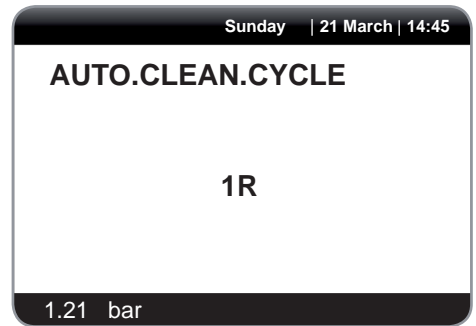 Sunday | 21 March | 14:45
AUTO.CLEAN.CYCLE
1R
1.21 bar